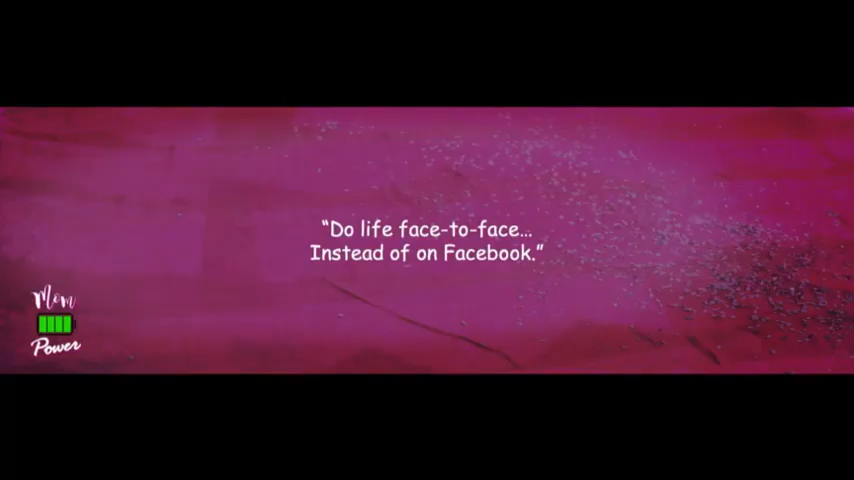 “Do life face-to-face...
Instead of on Facebook.”
Mom
Power